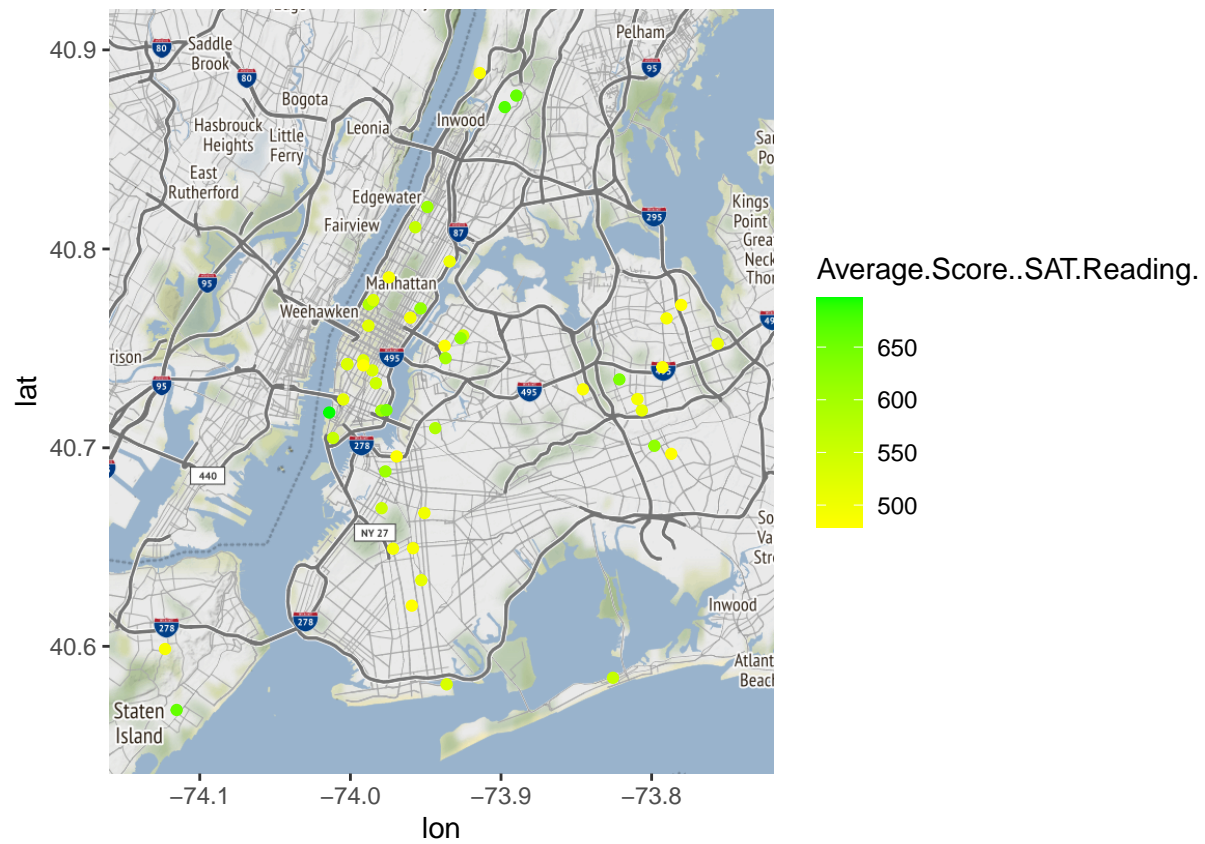 40.9
40.8
40.7
40.6
lat
−74.1
−74.0
−73.9
−73.8
lon
Average.Score..SAT.Reading.
650
600
550
500
Saddle
Brook
Pelham
80
80
95
Bogota
Hasbrouck
Heights
Little
Ferry
Leonia
Inwood
East
Rutherford
Edgewater
Fairview
87
295
Kings
Point
Neck
95
Manhattan
Weehawken
495
95
495
278
440
NY 27
278
278
Inwood
Beach
Staten
Island